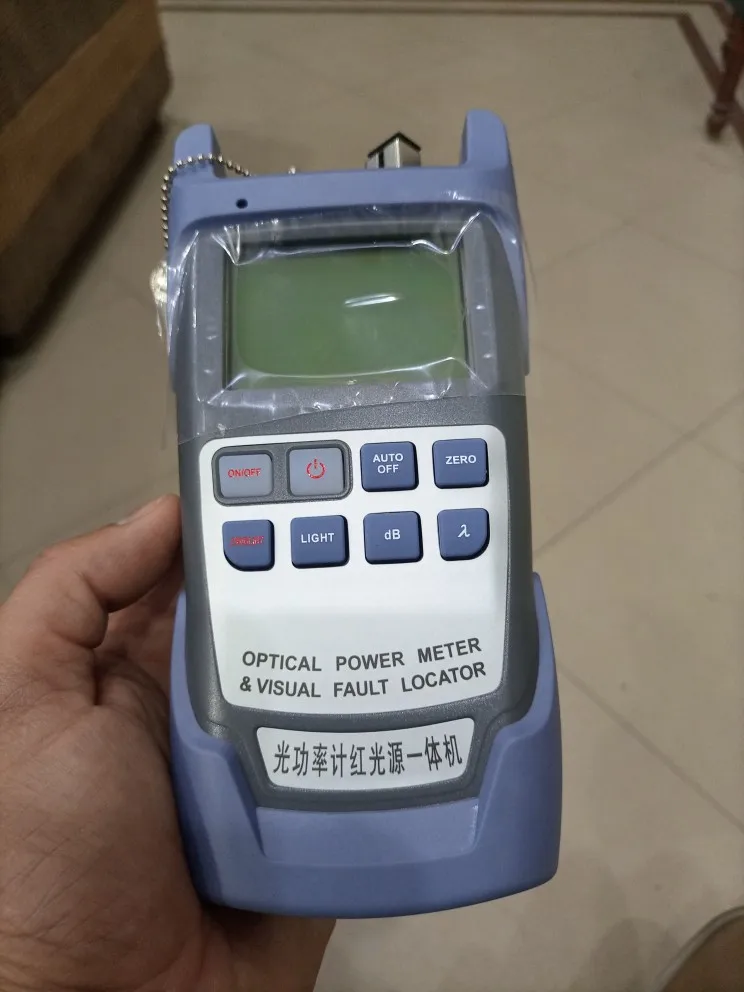 ON/OFF
AUTO
OFF
ZERO
LIGHT
dB
λ
OPTICAL POWER METER
& VISUAL FAULT LOCATOR
光功率计红光源一体机